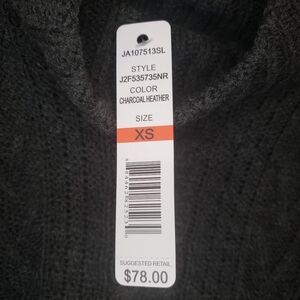 JA107513SL
STYLE
J2F535735NR
COLOR
CHARCOAL HEATHER
SIZE
XS
SUGGESTED RETAIL
$78.00